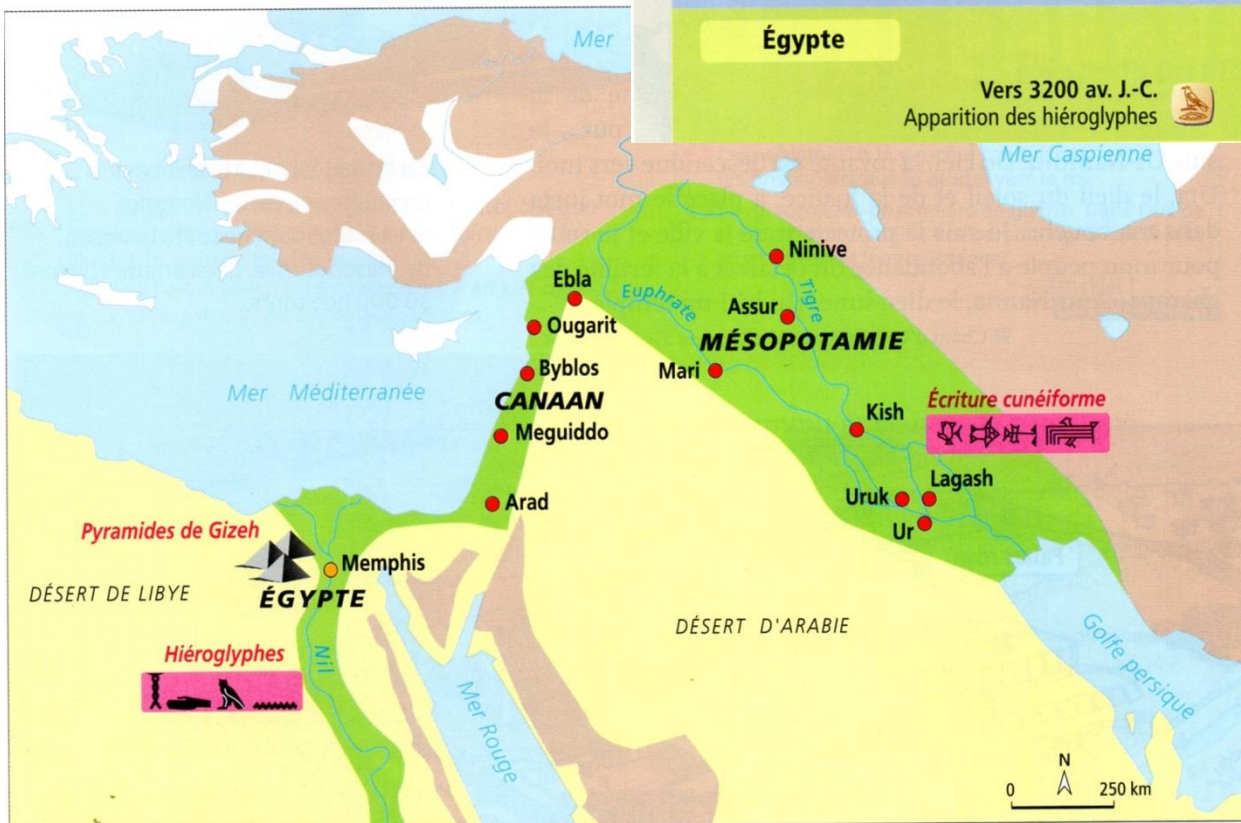 Égypte
Vers 3200 av. J.-C.
Apparition des hiéroglyphes
Mer
Mer Caspienne
Ninive
Ebla
Euphrate
Tigre
Assur
Ougarit
MÉSOPOTAMIE
Byblos
Mari
Mer Méditerranée
CANAAN
Écriture cunéiforme
Kish
Meguiddo
Uruk
Lagash
Arad
Ur
Pyramides de Gizeh
Memphis
DÉSERT DE LIBYE
ÉGYPTE
DÉSERT D'ARABIE
Golfe persique
Hiéroglyphes
Nil
Mer Rouge
N
0 250 km